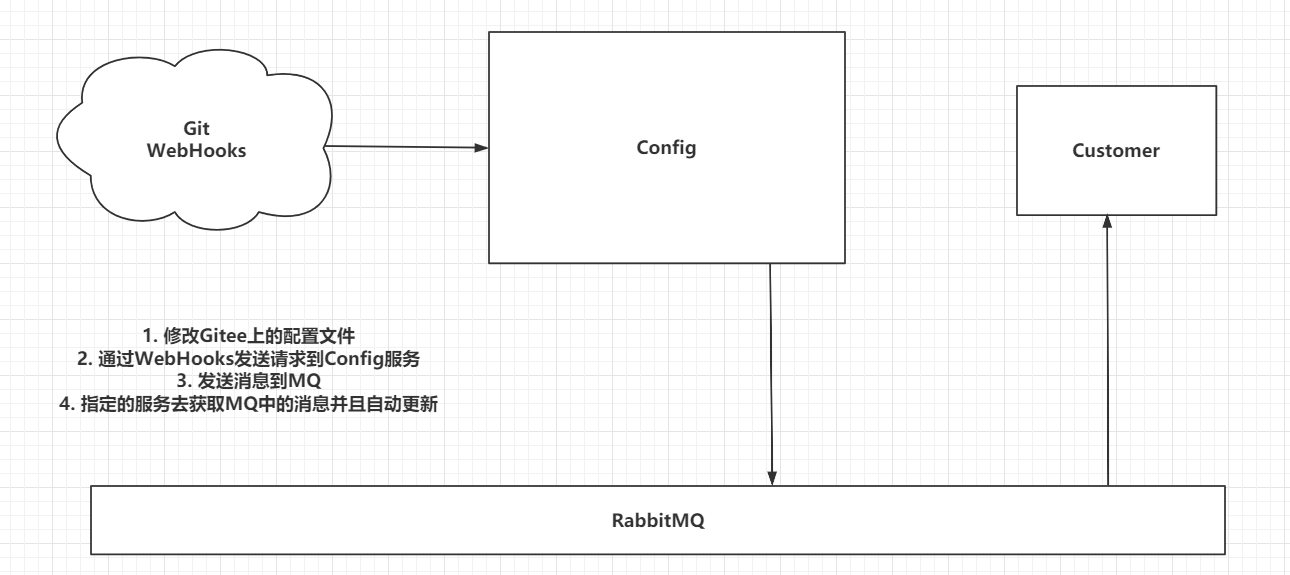 Git
WebHooks
Config
Customer
1. 修改Gitee上的配置文件
2. 通过WebHooks发送请求到Config服务
3. 发送消息到MQ
4. 指定的服务去获取MQ中的消息并且自动更新
RabbitMQ